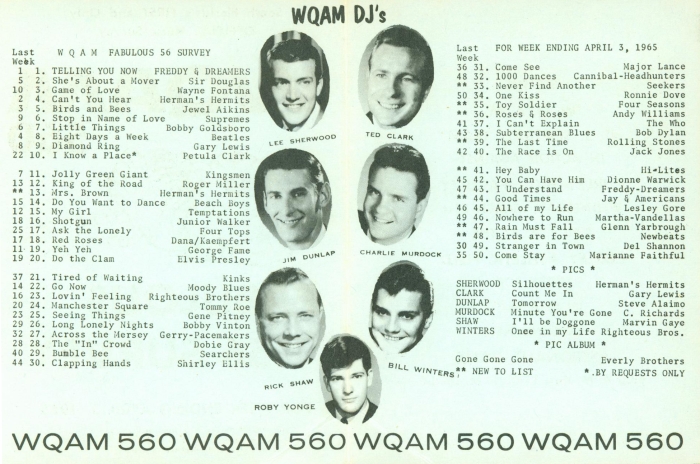 WQAM DJ's
Last W Q A M FABULOUS 56 SURVEY
Week
1 1. TELLING YOU NOW FREDDY & DREAMERS
5 2. She's About a Mover Sir Douglas
10 3. Game of Love Wayne Fontana
2 4. Can't You Hear Herman's Hermits
3 5. Birds and Bees Jewel Aikins
9 6. Stop in Name of Love Supremes
6 7. Little Things Bobby Goldsboro
4 8. Eight Days a Week Beatles
8 9. Diamond Ring Gary Lewis
22 10. I Know a Place* Petula Clark
7 11. Jolly Green Giant Kingsmen
13 12. King of the Road Roger Miller
** 13. Mrs. Brown Herman's Hermits
15 14. Do You Want to Dance Beach Boys
12 15. My Girl Temptations
18 16. Shotgun Junior Walker
25 17. Ask the Lonely Four Tops
17 18. Red Roses Dana/Kaempfert
11 19. Yeh Yeh George Fame
19 20. Do the Clam Elvis Presley
37 21. Tired of Waiting Kinks
14 22. Go Now Moody Blues
16 23. Lovin' Feeling Righteous Brothers
20 24. Manchester Square Tommy Roe
23 25. Seeing Things Gene Pitney
29 26. Long Lonely Nights Bobby Vinton
32 27. Across the Mersey Gerry-Pacemakers
28 28. The "In" Crowd Dobie Gray
40 29. Bumble Bee Searchers
44 30. Clapping Hands Shirley Ellis
LEE SHERWOOD
TED CLARK
JIM DUNLAP
CHARLIE MURDOCK
RICK SHAW
BILL WINTERS
ROBY YONGE
Last FOR WEEK ENDING APRIL 3, 1965
Week
36 31. Come See Major Lance
48 32. 1000 Dances Cannibal-Headhunters
** 33. Never Find Another Seekers
50 34. One Kiss Ronnie Dove
** 35. Toy Soldier Four Seasons
** 36. Roses & Roses Andy Williams
41 37. I Can't Explain The Who
43 38. Subterranean Blues Bob Dylan
** 39. The Last Time Rolling Stones
42 40. The Race is On Jack Jones
** 41. Hey Baby Hi-Lites
45 42. You Can Have Him Dionne Warwick
47 43. I Understand Freddy-Dreamers
** 44. Good Times Jay & Americans
46 45. All of my Life Lesley Gore
49 46. Nowhere to Run Martha-Vandellas
** 47. Rain Must Fall Glenn Yarbrough
** 48. Birds are for Bees Newbeats
30 49. Stranger in Town Del Shannon
35 50. Come Stay Marianne Faithful
* PICS *
SHERWOOD Silhouettes Herman's Hermits
CLARK Count Me In Gary Lewis
DUNLAP Tomorrow Steve Alaimo
MURDOCK Minute You're Gone C. Richards
SHAW I'll be Doggone Marvin Gaye
WINTERS Onee in my Life Righteous Bros.
* PIC ALBUM *
Gone Gone Gone Everly Brothers
** NEW TO LIST * BY REQUESTS ONLY
WQAM 560 WQAM 560 WQAM 560 WQAM 560